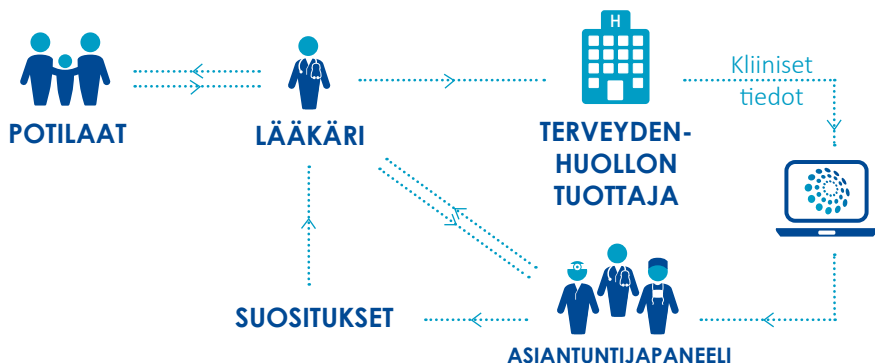 H
Kliiniset
tiedot
POTILAAT
LÄÄKÄRI
TERVEYDEN-
HUOLLON
TUOTTAJA
SUOSITUKSET
ASIANTUNTIJAPANEELI